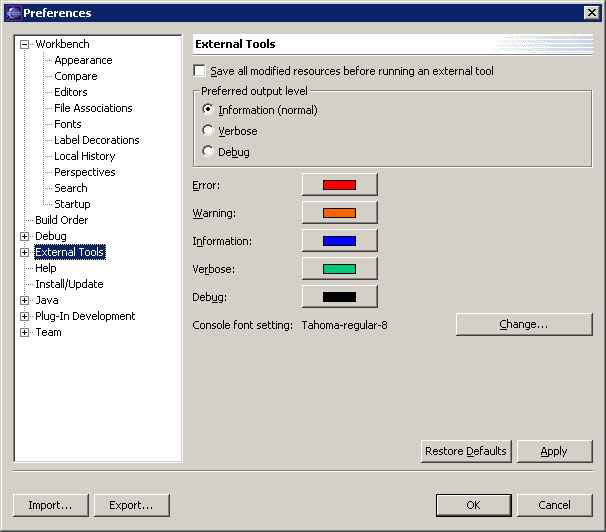 Preferences
Workbench
Appearance
Compare
Editors
File Associations
Fonts
Label Decorations
Local History
Perspectives
Search
Startup
Build Order
Debug
External Tools
Help
Install/Update
Java
Plug-In Development
Team
External Tools
Save all modified resources before running an external tool
Preferred output level
Information (normal)
Verbose
Debug
Error:
Warning:
Information:
Verbose:
Debug:
Console font setting: Tahoma-regular-8 Change...
Restore Defaults Apply
Import... Export... OK Cancel